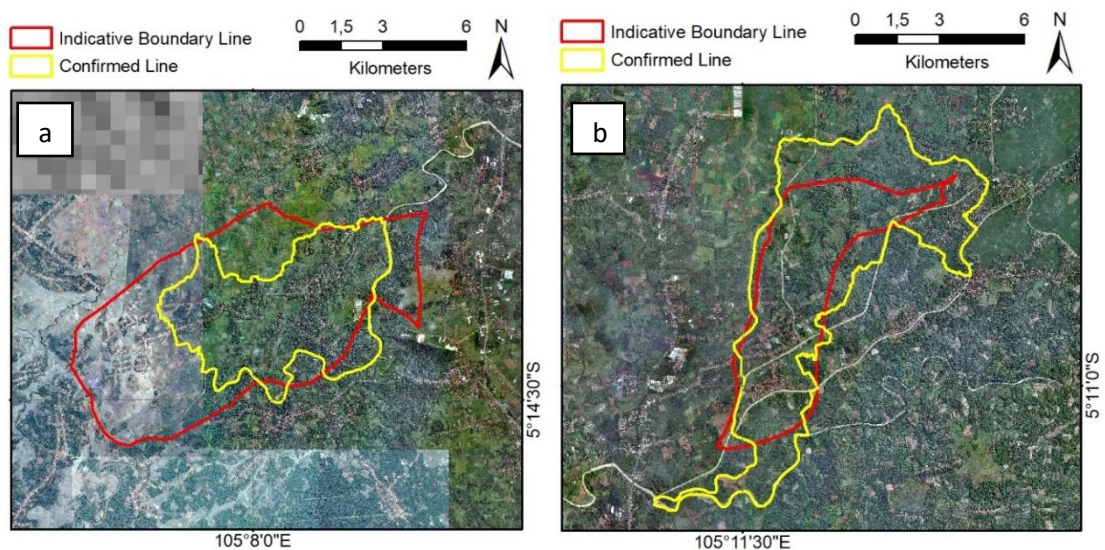 Indicative Boundary Line
Confirmed Line
0 1,5 3 6
Kilometers
N
a
5°14'30"S
105°8'0"E
Indicative Boundary Line
Confirmed Line
0 1,5 3 6
Kilometers
N
b
5°11'0"S
105°11'30"E